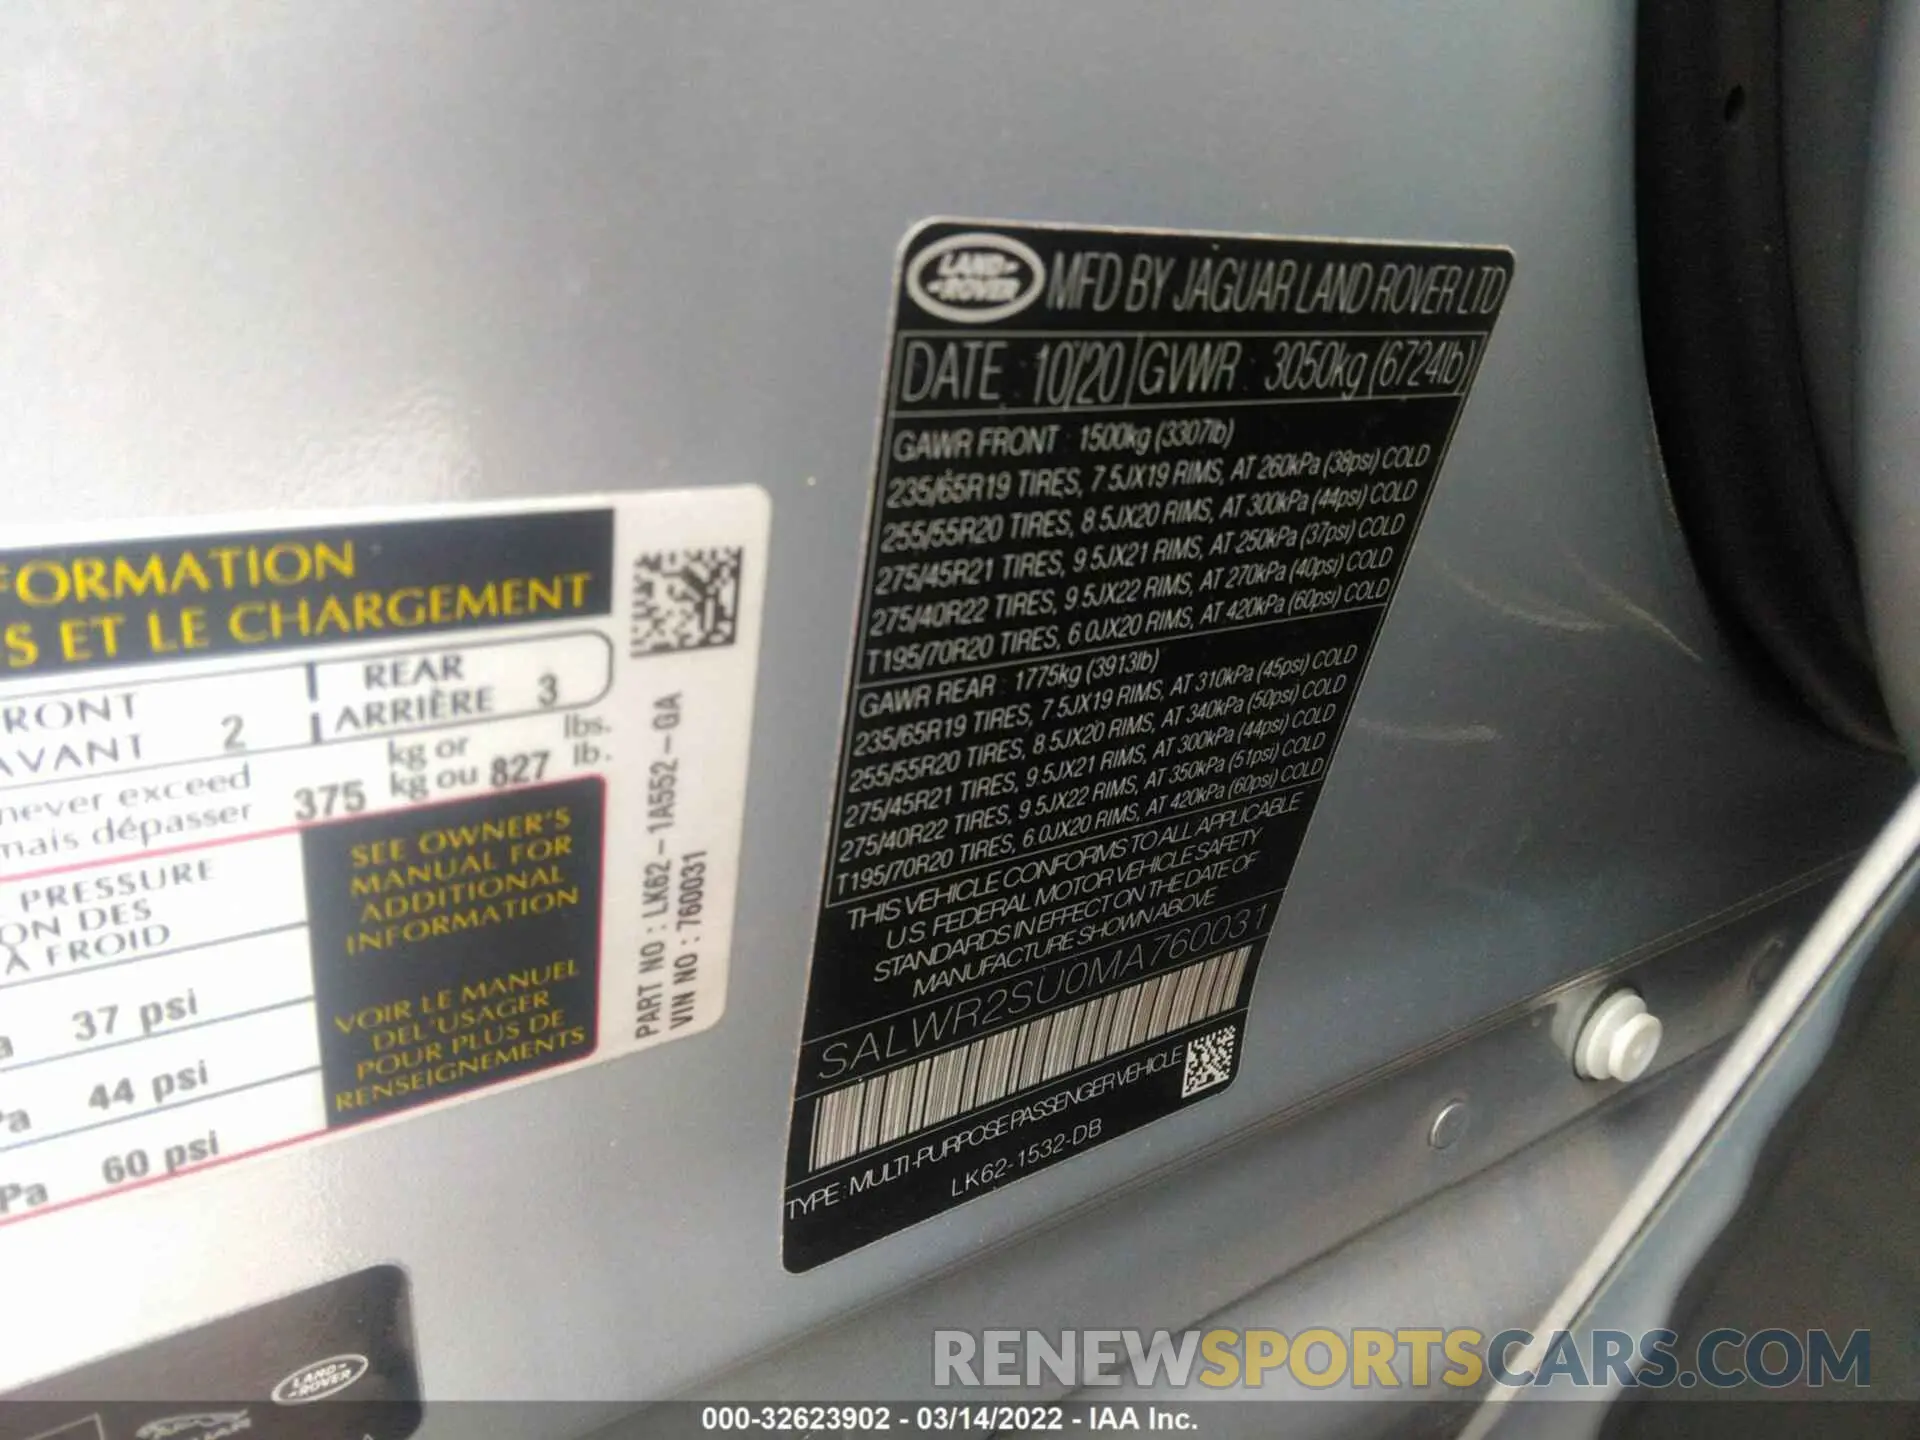 FORMATION
S ET LE CHARGEMENT
RONT
AVANT 2
REAR
ARRIÈRE 3
never exceed
mais dépasser 375 kg or
kg ou 827 lbs.
lb.
PRESSURE
ON DES
À FROID
37 psi
Pa 44 psi
Pa 60 psi
SEE OWNER'S
MANUAL FOR
ADDITIONAL
INFORMATION
VOIR LE MANUEL
DEL'USAGER
POUR PLUS DE
RENSEIGNEMENTS
PART NO : LK62-1A552-GA
VIN NO : 760031
LAND-
-ROVER
MFD BY JAGUAR LAND ROVER LTD
DATE : 10/20 GVWR : 3050kg (6724lb)
GAWR FRONT : 1500kg (3307lb)
235/65R19 TIRES, 7.5JX19 RIMS, AT 260kPa (38psi) COLD
255/55R20 TIRES, 8.5JX20 RIMS, AT 300kPa (44psi) COLD
275/45R21 TIRES, 9.5JX21 RIMS, AT 250kPa (37psi) COLD
275/40R22 TIRES, 9.5JX22 RIMS, AT 270kPa (40psi) COLD
T195/70R20 TIRES, 6.0JX20 RIMS, AT 420kPa (60psi) COLD
GAWR REAR : 1775kg (3913lb)
235/65R19 TIRES, 7.5JX19 RIMS, AT 310kPa (45psi) COLD
255/55R20 TIRES, 8.5JX20 RIMS, AT 340kPa (50psi) COLD
275/45R21 TIRES, 9.5JX21 RIMS, AT 300kPa (44psi) COLD
275/40R22 TIRES, 9.5JX22 RIMS, AT 350kPa (51psi) COLD
T195/70R20 TIRES, 6.0JX20 RIMS, AT 420kPa (60psi) COLD
THIS VEHICLE CONFORMS TO ALL APPLICABLE
U.S. FEDERAL MOTOR VEHICLE SAFETY
STANDARDS IN EFFECT ON THE DATE OF
MANUFACTURE SHOWN ABOVE
SALWR2SU0MA760031
TYPE : MULTI-PURPOSE PASSENGER VEHICLE
LK62-1532-DB
LAND-
-ROVER
RENEWSPORTSCARS.COM
000-32623902 - 03/14/2022 - IAA Inc.